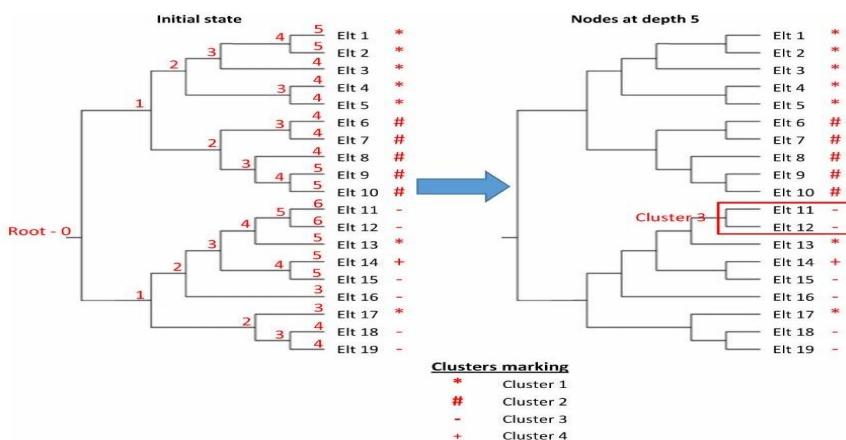 Initial state Nodes at depth 5
5 Elt 1 * Elt 1 *
4
5 Elt 2 * Elt 2 *
3
4 Elt 3 * Elt 3 *
2
4 Elt 4 * Elt 4 *
3
4 Elt 5 * Elt 5 *
1
4 Elt 6 # Elt 6 #
3
4 Elt 7 # Elt 7 #
2
4 Elt 8 # Elt 8 #
3
5 Elt 9 # Elt 9 #
4
5 Elt 10 # Elt 10 #
6 Elt 11 - Elt 11 -
5 Cluster 3
6 Elt 12 - Elt 12 -
4
Root - 0
5 Elt 13 * Elt 13 *
3
5 Elt 14 + Elt 14 +
4
5 Elt 15 - Elt 15 -
2
3 Elt 16 - Elt 16 -
1
3 Elt 17 * Elt 17 *
2
4 Elt 18 - Elt 18 -
3
4 Elt 19 - Elt 19 -
Clusters marking
* Cluster 1
# Cluster 2
- Cluster 3
+ Cluster 4